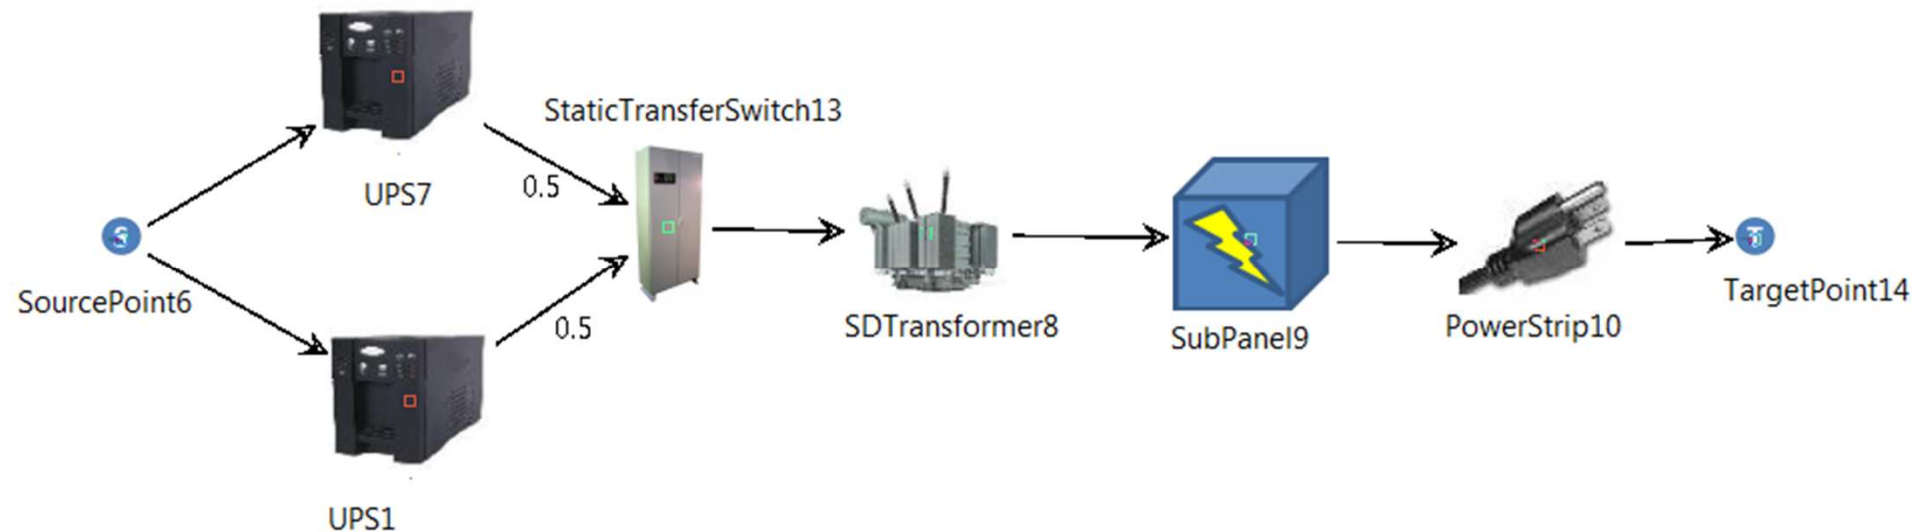 StaticTransferSwitch13
UPS7
0.5
SourcePoint6
0.5
SDTransformer8
SubPanel9
PowerStrip10
TargetPoint14
UPS1